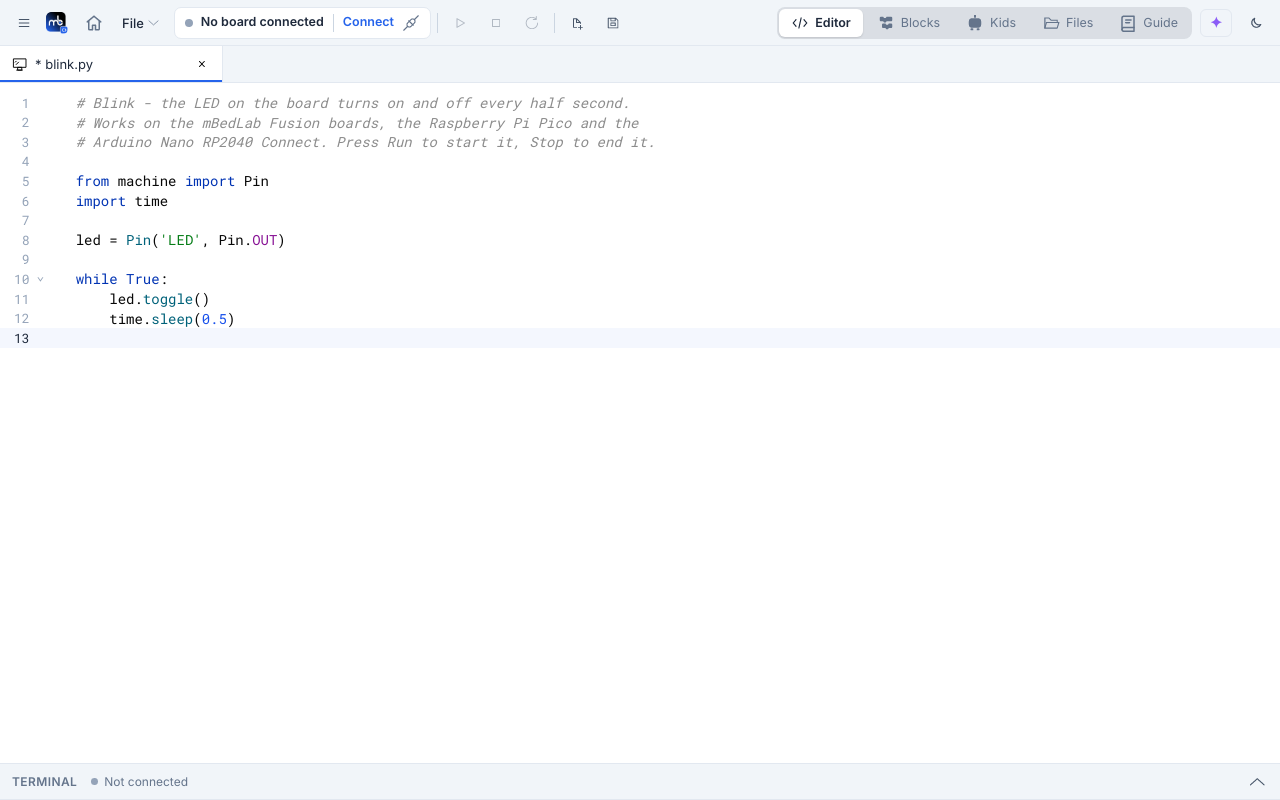 File
No board connected
Connect
Editor
Blocks
Kids
Files
Guide
* blink.py
1 # Blink - the LED on the board turns on and off every half second.
2 # Works on the mBedLab Fusion boards, the Raspberry Pi Pico and the
3 # Arduino Nano RP2040 Connect. Press Run to start it, Stop to end it.
4
5 from machine import Pin
6 import time
7
8 led = Pin('LED', Pin.OUT)
9
10 while True:
11     led.toggle()
12     time.sleep(0.5)
13
TERMINAL
Not connected